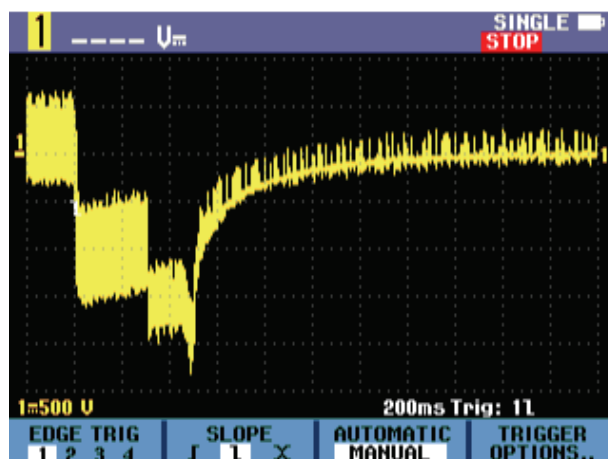 1 ---- V⎓ SINGLE
STOP
1 1
1⎓500 V 200ms Trig: 1ʅ
EDGE TRIG SLOPE AUTOMATIC TRIGGER
1 2 3 4 ʃ ʅ X MANUAL OPTIONS..